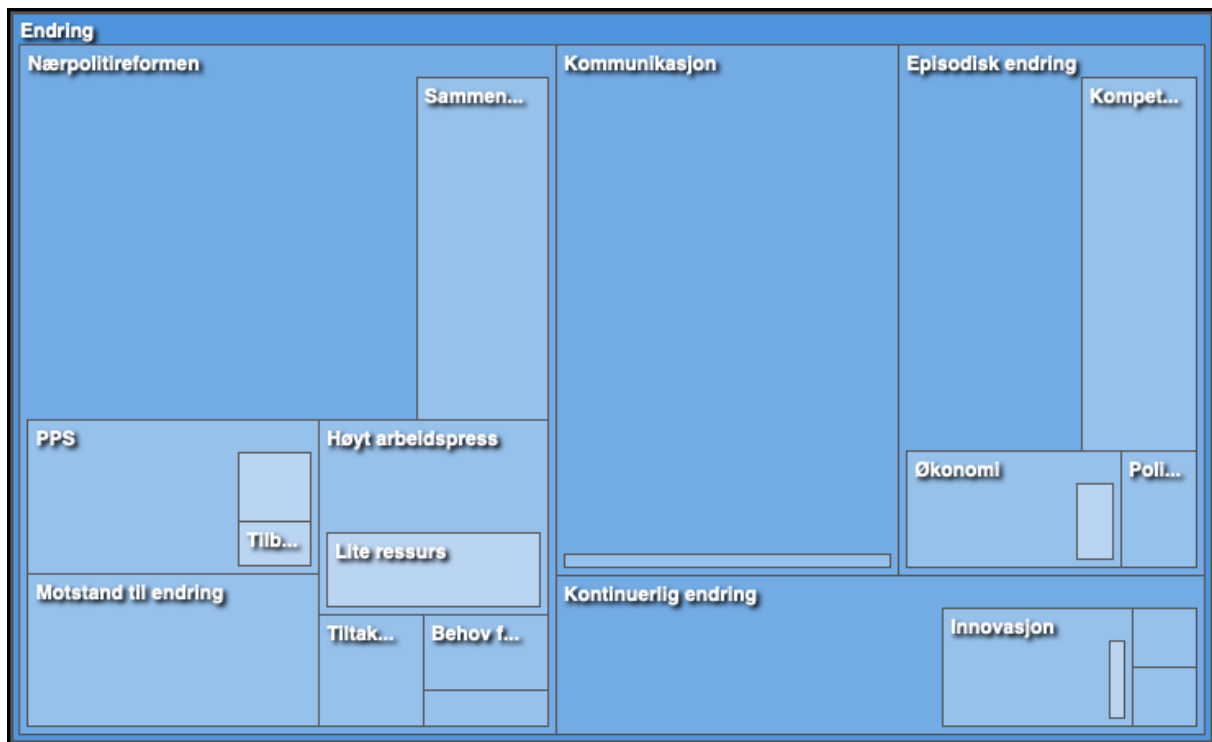 Endring
Nærpolitireformen
Sammen...
PPS
Tilb...
Høyt arbeidspress
Lite ressurs
Motstand til endring
Tiltak...
Behov f...
Kommunikasjon
Episodisk endring
Kompet...
Økonomi
Poli...
Kontinuerlig endring
Innovasjon